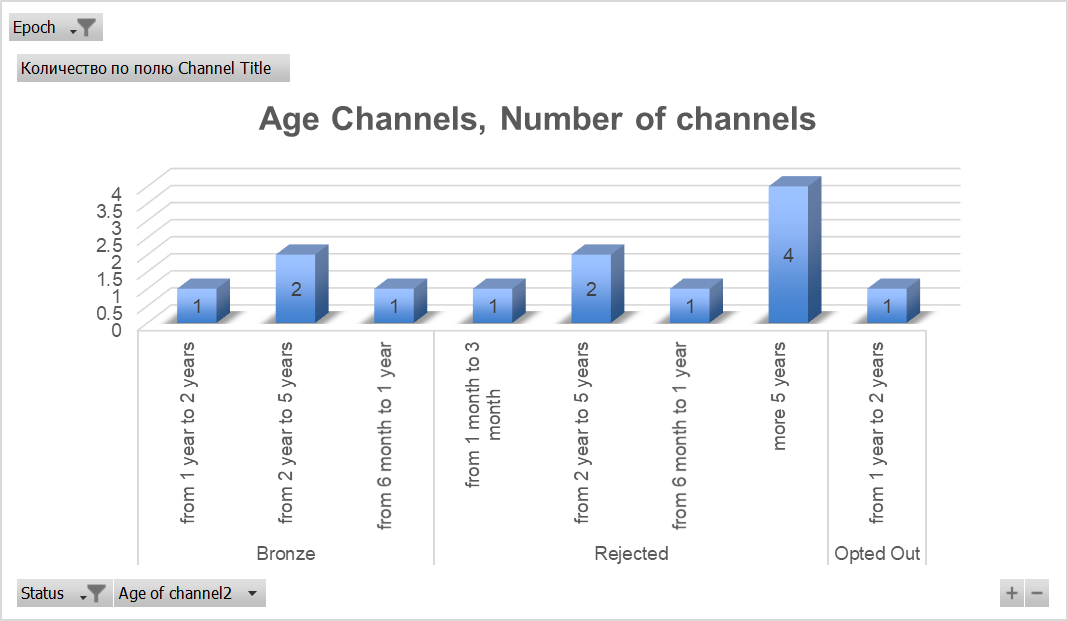 Epoch
Количество по полю Channel Title
Age Channels, Number of channels
4
3.5
3
2.5
2
1.5
1
0.5
0
1
2
1
1
2
1
4
1
from 1 year to 2 years
from 2 year to 5 years
from 6 month to 1 year
from 1 month to 3
month
from 2 year to 5 years
from 6 month to 1 year
more 5 years
from 1 year to 2 years
Bronze
Rejected
Opted Out
Status
Age of channel2
+
−